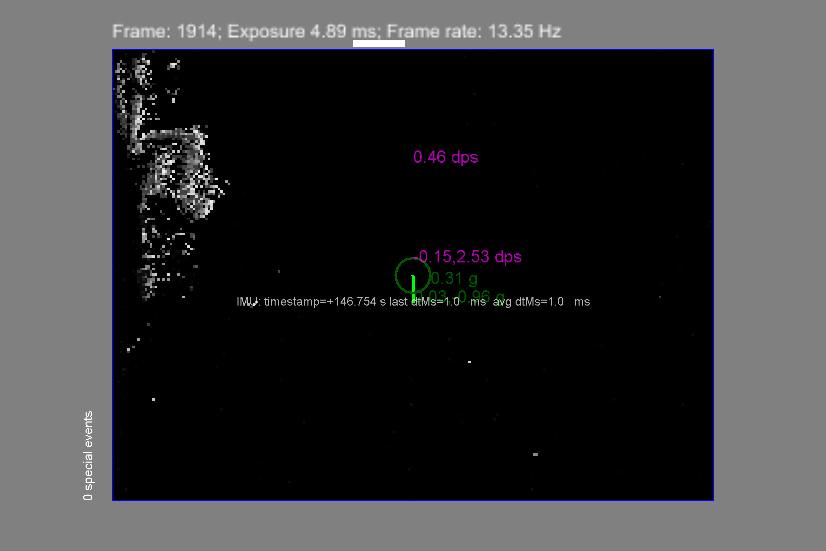 Frame: 1914; Exposure 4.89 ms; Frame rate: 13.35 Hz
0.46 dps
-0.15,2.53 dps
0.31 g
0.96 g
IMU: timestamp=+146.754 s last dtMs=1.0 ms avg dtMs=1.0 ms
0 special events